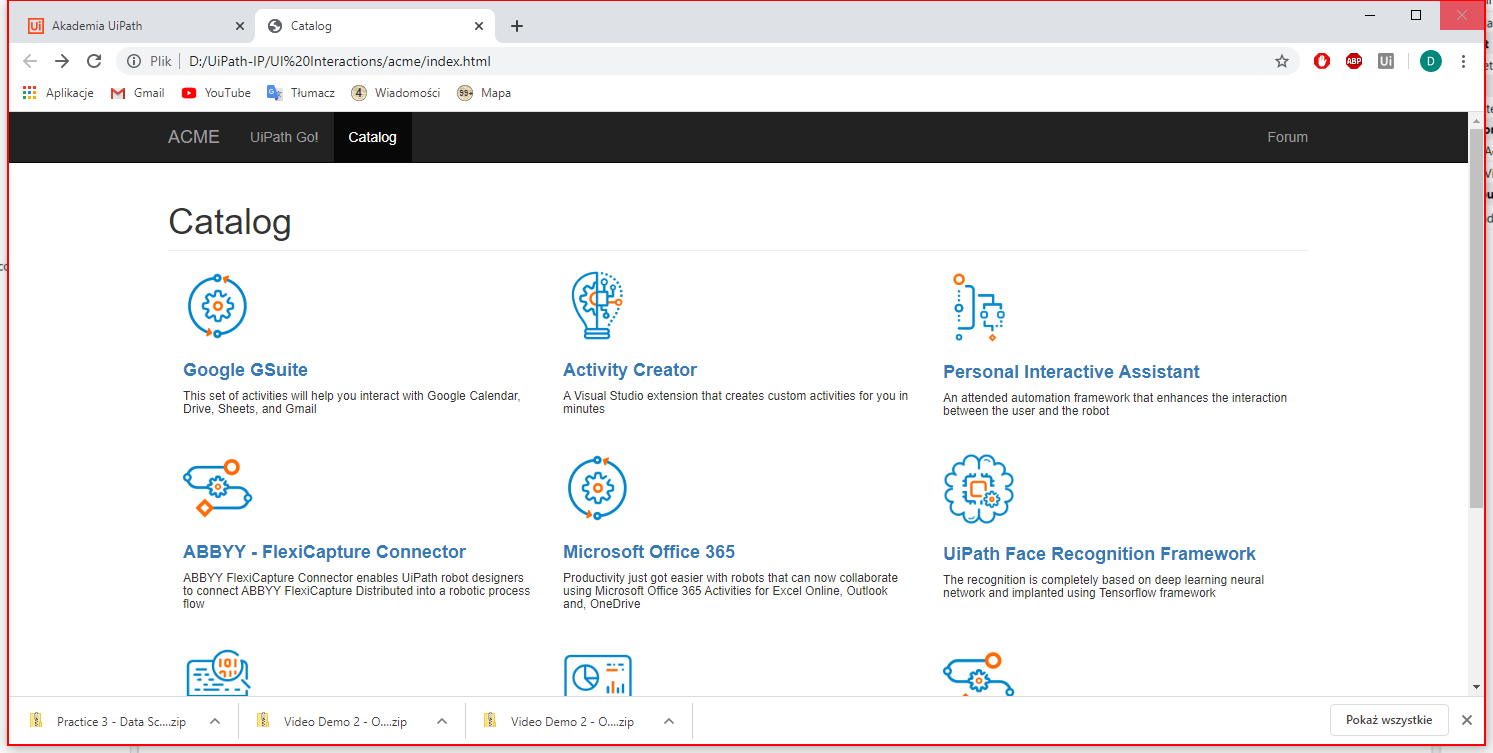 Akademia UiPath
Catalog
Plik D:/UiPath-IP/UI%20Interactions/acme/index.html
ABP
Ui
D
Aplikacje Gmail YouTube Tłumacz 4 Wiadomości 99+ Mapa
ACME UiPath Go! Catalog Forum
Catalog
Google GSuite
This set of activities will help you interact with Google Calendar,
Drive, Sheets, and Gmail
Activity Creator
A Visual Studio extension that creates custom activities for you in
minutes
Personal Interactive Assistant
An attended automation framework that enhances the interaction
between the user and the robot
ABBYY - FlexiCapture Connector
ABBYY FlexiCapture Connector enables UiPath robot designers
to connect ABBYY FlexiCapture Distributed into a robotic process
flow
Microsoft Office 365
Productivity just got easier with robots that can now collaborate
using Microsoft Office 365 Activities for Excel Online, Outlook
and, OneDrive
UiPath Face Recognition Framework
The recognition is completely based on deep learning neural
network and implanted using Tensorflow framework
Practice 3 - Data Sc....zip
Video Demo 2 - O....zip
Video Demo 2 - O....zip
Pokaż wszystkie